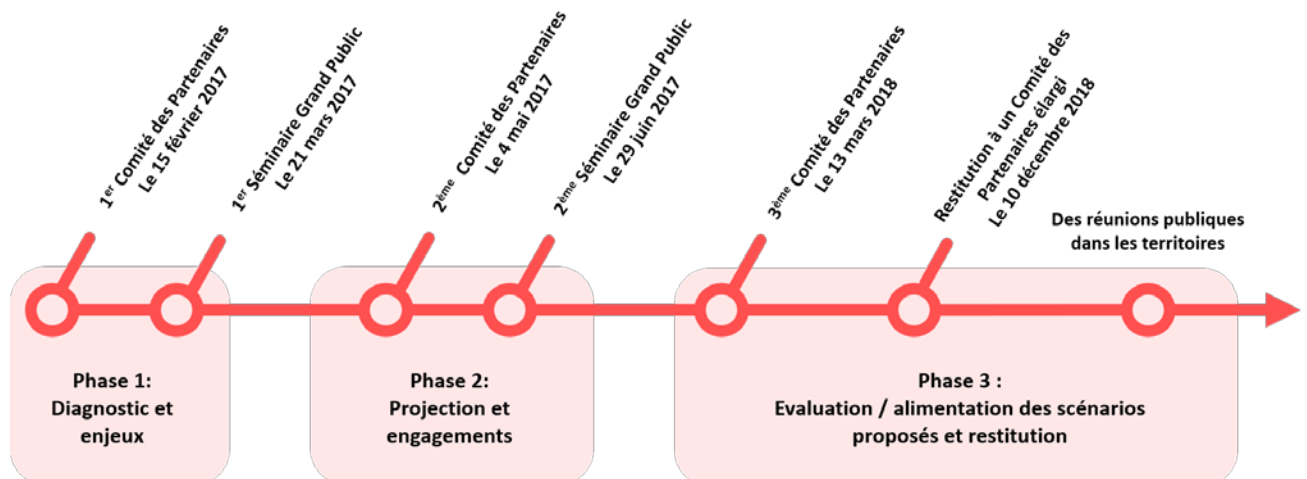 1er Comité des Partenaires
Le 15 février 2017
1er Séminaire Grand Public
Le 21 mars 2017
2ème Comité des Partenaires
Le 4 mai 2017
2ème Séminaire Grand Public
Le 29 juin 2017
3ème Comité des Partenaires
Le 13 mars 2018
Restitution à un Comité des
Partenaires élargi
Le 10 décembre 2018
Des réunions publiques
dans les territoires
Phase 1:
Diagnostic et
enjeux
Phase 2:
Projection et
engagements
Phase 3 :
Evaluation / alimentation des scénarios
proposés et restitution